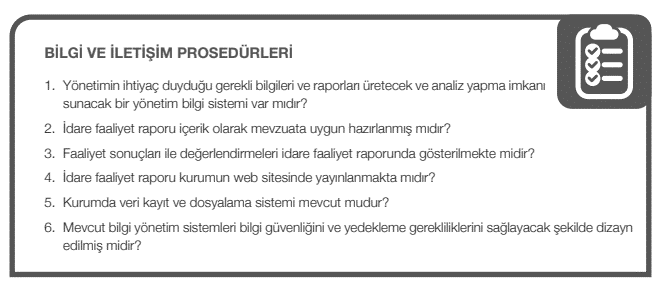 BİLGİ VE İLETİŞİM PROSEDÜRLERİ
1. Yönetimin ihtiyaç duyduğu gerekli bilgileri ve raporları üretecek ve analiz yapma imkanı
sunacak bir yönetim bilgi sistemi var mıdır?
2. İdare faaliyet raporu içerik olarak mevzuata uygun hazırlanmış mıdır?
3. Faaliyet sonuçları ile değerlendirmeleri idare faaliyet raporunda gösterilmekte midir?
4. İdare faaliyet raporu kurumun web sitesinde yayınlanmakta mıdır?
5. Kurumda veri kayıt ve dosyalama sistemi mevcut mudur?
6. Mevcut bilgi yönetim sistemleri bilgi güvenliğini ve yedekleme gerekliliklerini sağlayacak şekilde dizayn
edilmiş midir?